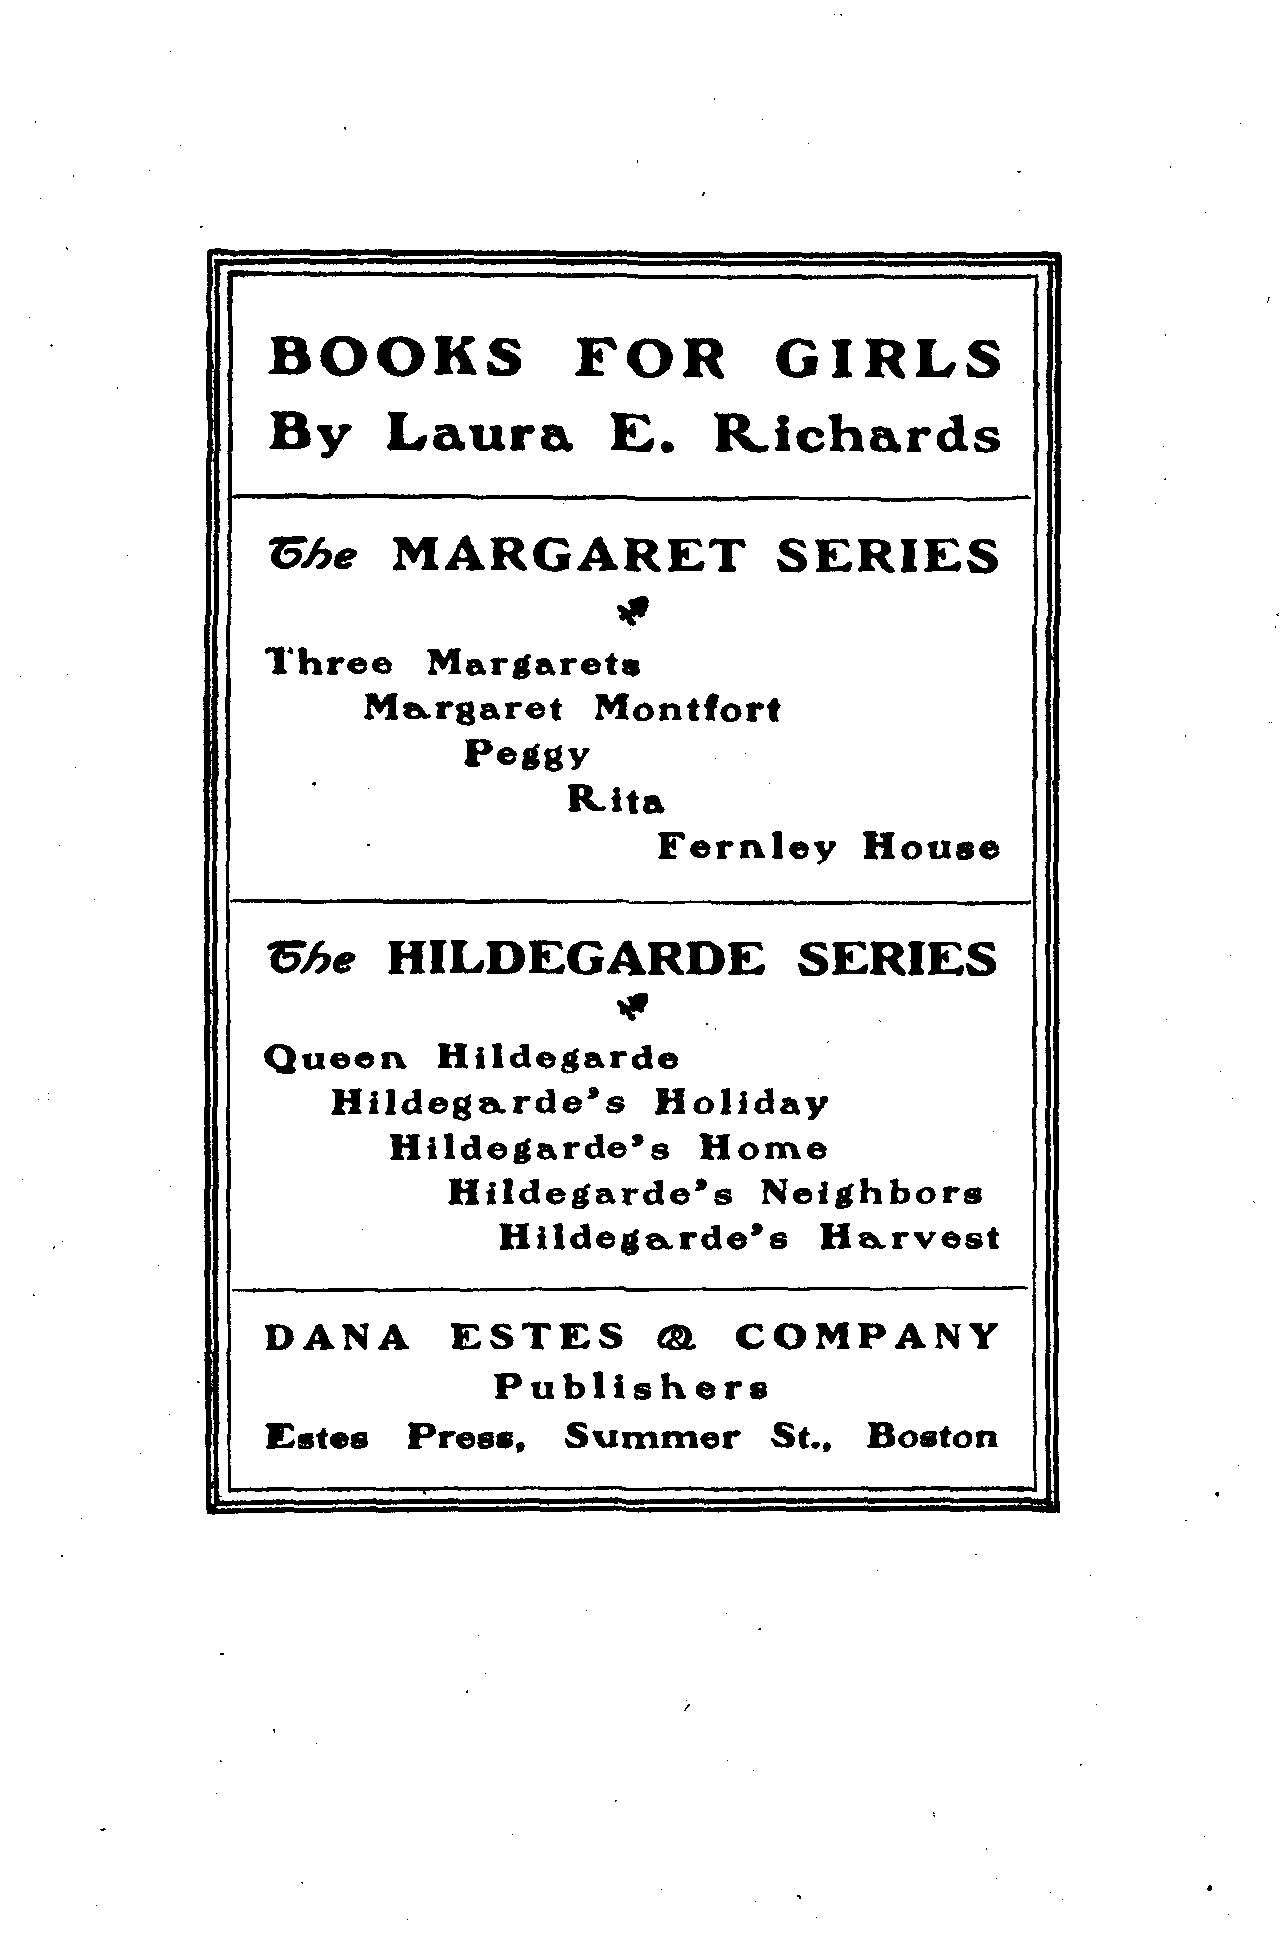 BOOKS FOR GIRLS
By Laura E. Richards
The MARGARET SERIES
Three Margarets
Margaret Montfort
Peggy
Rita
Fernley House
The HILDEGARDE SERIES
Queen Hildegarde
Hildegarde's Holiday
Hildegarde's Home
Hildegarde's Neighbors
Hildegarde's Harvest
DANA ESTES & COMPANY
Publishers
Estes Press, Summer St., Boston